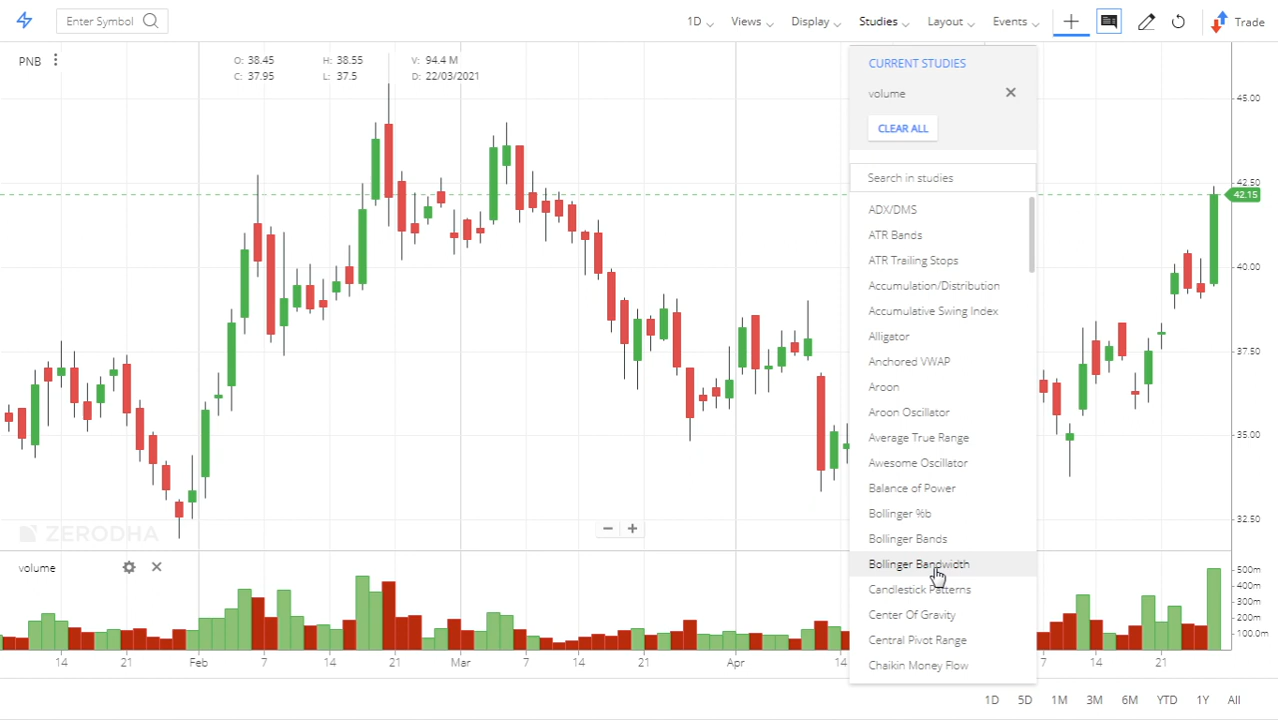 Enter Symbol
1D Views Display Studies Layout Events Trade
PNB
O: 38.45 H: 38.55 V: 94.4 M
C: 37.95 L: 37.5 D: 22/03/2021
CURRENT STUDIES
volume
CLEAR ALL
Search in studies
ADX/DMS
ATR Bands
ATR Trailing Stops
Accumulation/Distribution
Accumulative Swing Index
Alligator
Anchored VWAP
Aroon
Aroon Oscillator
Average True Range
Awesome Oscillator
Balance of Power
Bollinger %b
Bollinger Bands
Bollinger Bandwidth
Candlestick Patterns
Center Of Gravity
Central Pivot Range
Chaikin Money Flow
45.00
42.50
42.15
40.00
37.50
35.00
32.50
ZERODHA
volume
500m
400m
300m
200m
100.0m
14 21 Feb 7 14 21 Mar 8 14 21 Apr 14 7 14 21
1D 5D 1M 3M 6M YTD 1Y All